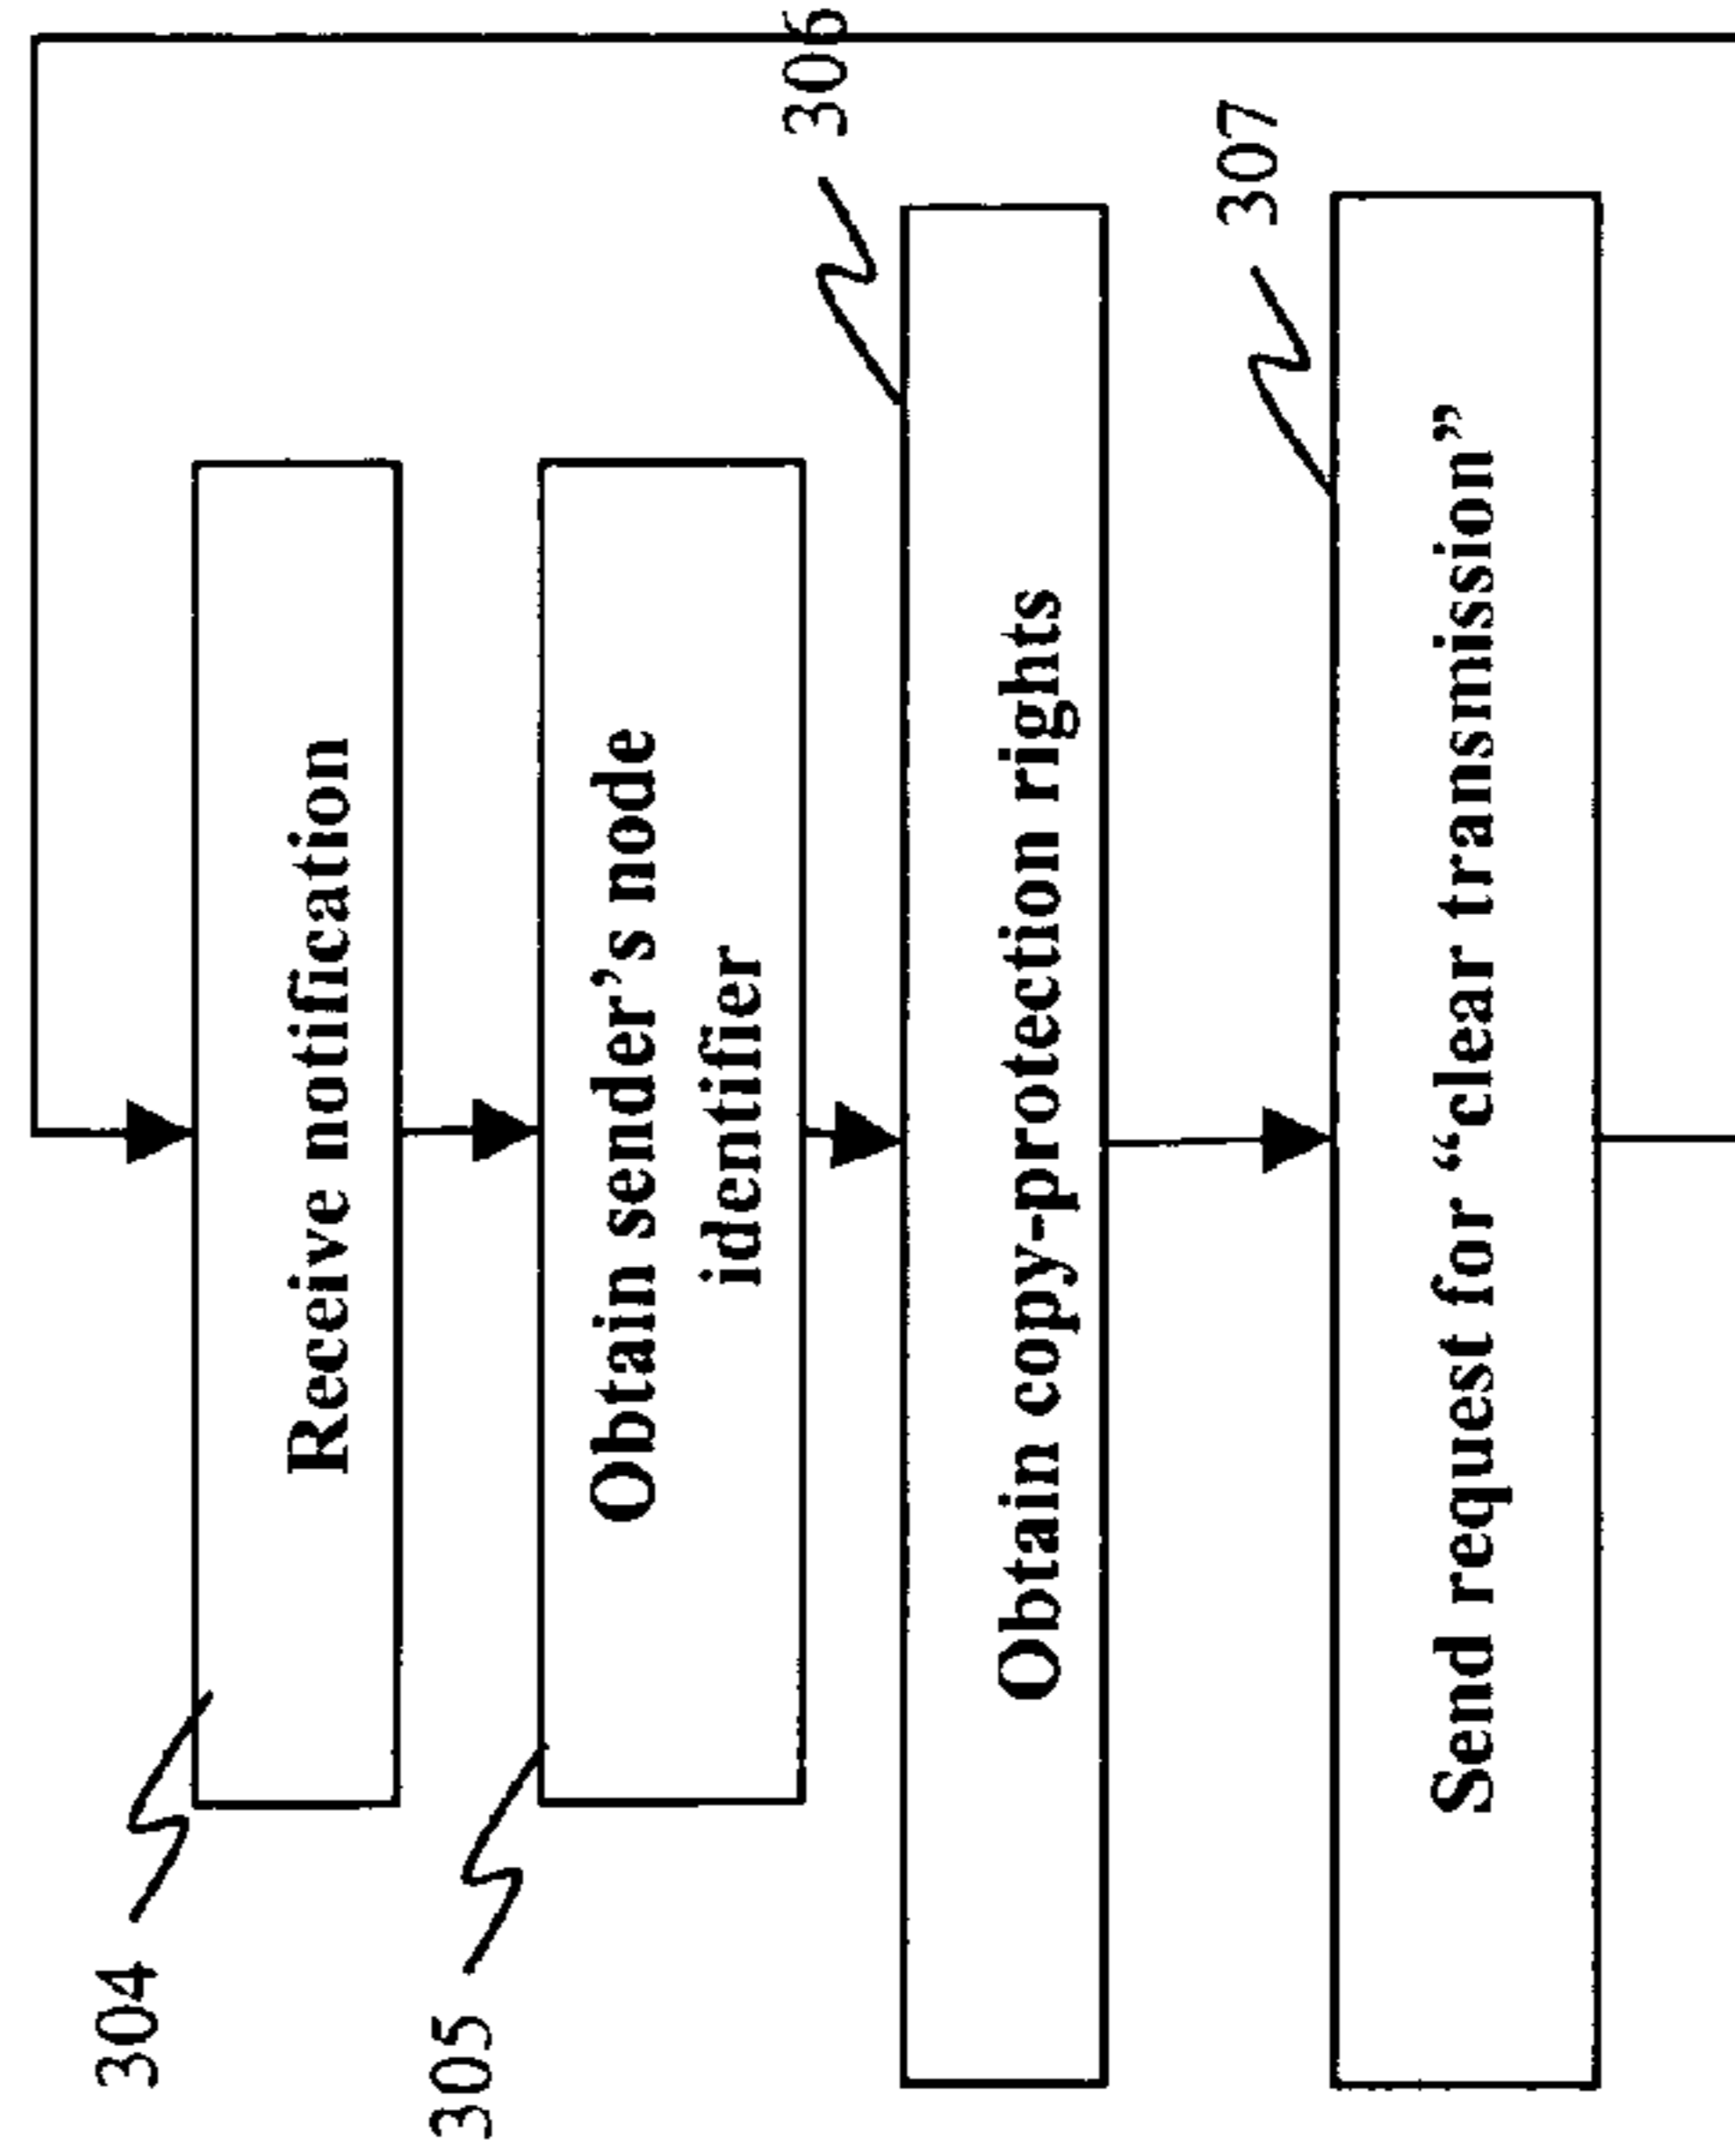 304
Receive notification
305
Obtain sender's node
identifier
306
Obtain copy-protection rights
307
Send request for “clear transmission”